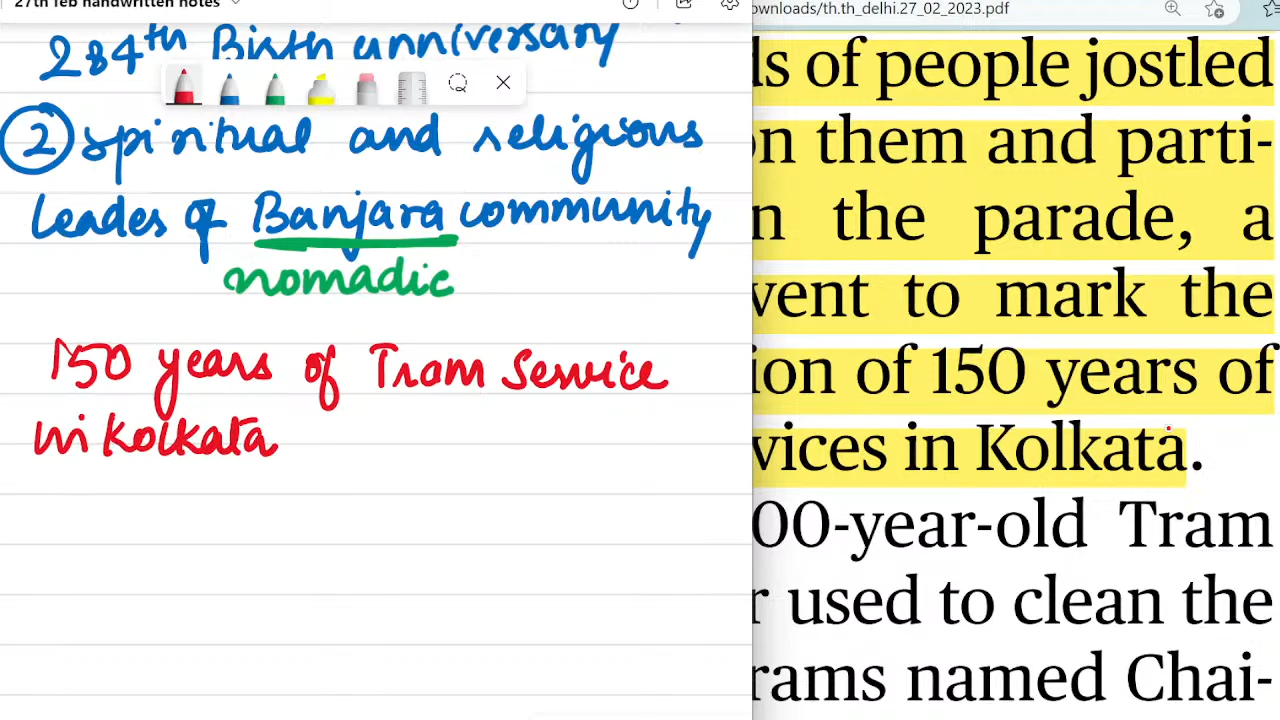 27th feb handwritten notes
284th Birth anniversary
② spiritual and religious
leades of Banjara community
nomadic
150 years of Tram Service
in Kolkata
ownloads/th.th_delhi.27_02_2023.pdf
ds of people jostled
on them and parti-
n the parade, a
vent to mark the
ion of 150 years of
vices in Kolkata.
00-year-old Tram
r used to clean the
rams named Chai-